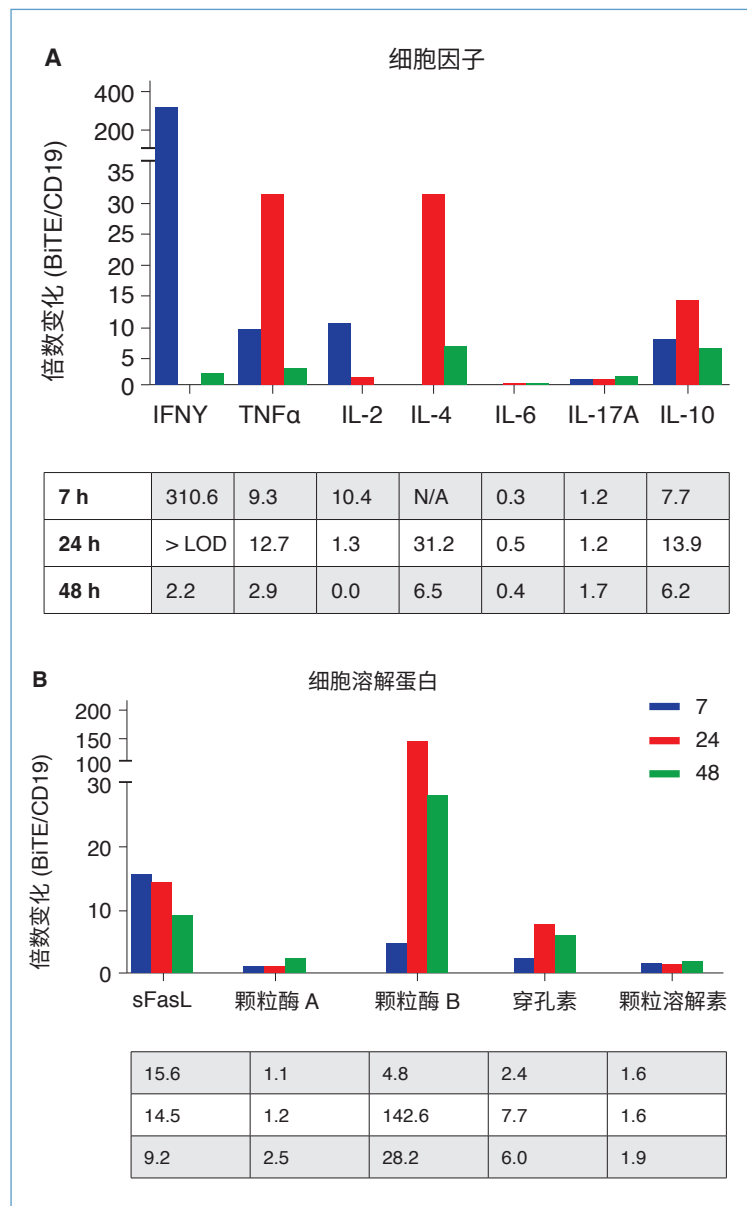 A
细胞因子
倍数变化 (BiTE/CD19)
400
200
35
30
25
20
15
10
5
0
IFNY TNFα IL-2 IL-4 IL-6 IL-17A IL-10
7 h 310.6 9.3 10.4 N/A 0.3 1.2 7.7
24 h > LOD 12.7 1.3 31.2 0.5 1.2 13.9
48 h 2.2 2.9 0.0 6.5 0.4 1.7 6.2
B
细胞溶解蛋白
倍数变化 (BiTE/CD19)
200
150
100
30
20
10
0
7
24
48
sFasL 颗粒酶 A 颗粒酶 B 穿孔素 颗粒溶解素
15.6 1.1 4.8 2.4 1.6
14.5 1.2 142.6 7.7 1.6
9.2 2.5 28.2 6.0 1.9